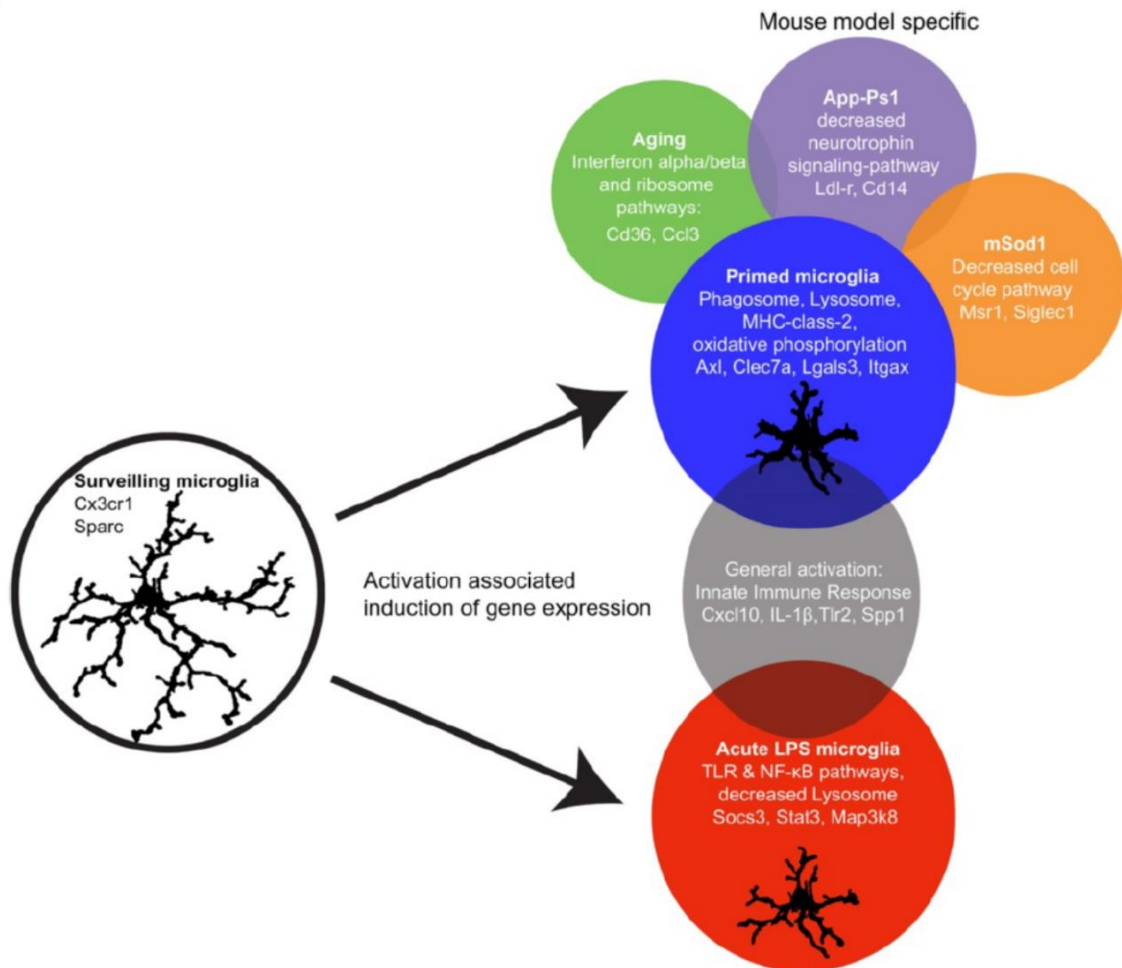 Mouse model specific
App-Ps1
decreased
neurotrophin
signaling-pathway
Ldl-r, Cd14
Aging
Interferon alpha/beta
and ribosome
pathways:
Cd36, Ccl3
mSod1
Decreased cell
cycle pathway
Msr1, Siglec1
Primed microglia
Phagosome, Lysosome,
MHC-class-2,
oxidative phosphorylation
Axl, Clec7a, Lgals3, Itgax
Surveilling microglia
Cx3cr1
Sparc
Activation associated
induction of gene expression
General activation:
Innate Immune Response
Cxcl10, IL-1β,Tlr2, Spp1
Acute LPS microglia
TLR & NF-κB pathways,
decreased Lysosome
Socs3, Stat3, Map3k8